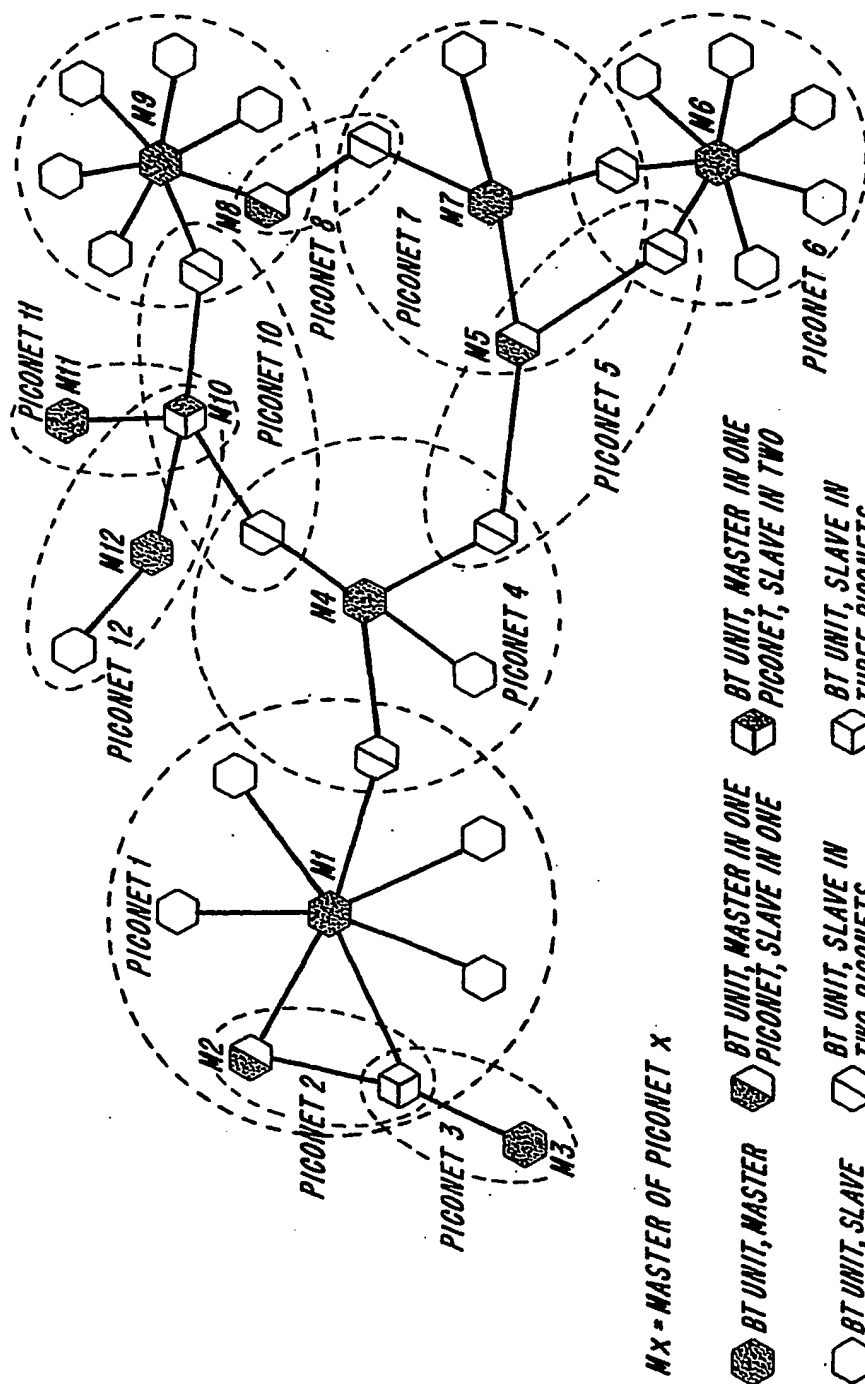 PICONET 1
M1
M2
PICONET 2
PICONET 3
M3
M4
PICONET 4
PICONET 12
M12
PICONET 11
M11
M10
PICONET 10
M9
M8
PICONET 8
PICONET 7
M7
M5
PICONET 5
M6
PICONET 6
Mx = MASTER OF PICONET X
BT UNIT, MASTER
BT UNIT, MASTER IN ONE
PICONET, SLAVE IN ONE
BT UNIT, MASTER IN ONE
PICONET, SLAVE IN TWO
BT UNIT, SLAVE
BT UNIT, SLAVE IN
TWO PICONETS
BT UNIT, SLAVE IN
THREE PICONETS